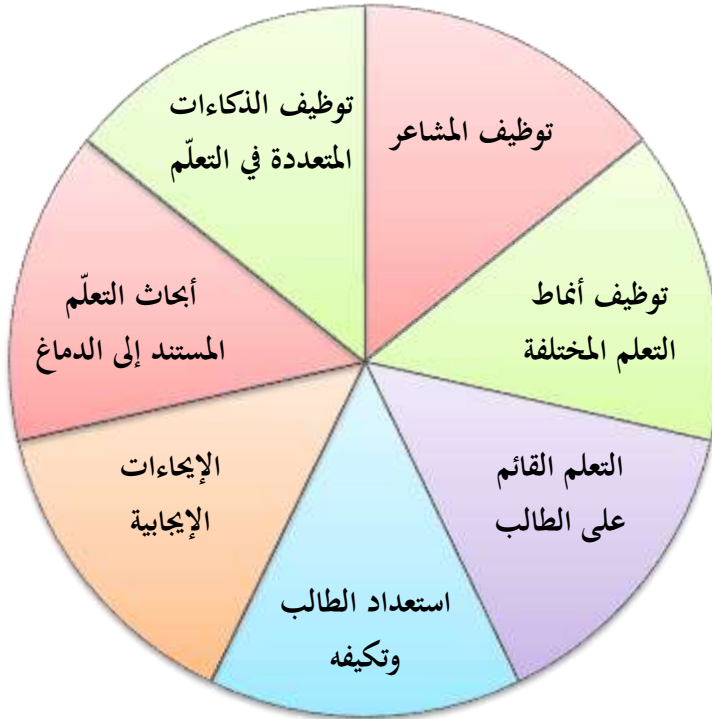 توظيف المشاعر
توظيف أنماط
التعلم المختلفة
التعلم القائم
على الطالب
استعداد الطالب
وتكيفه
الإيحاءات
الإيجابية
أبحاث التعلّم
المستند إلى الدماغ
توظيف الذكاءات
المتعددة في التعلّم